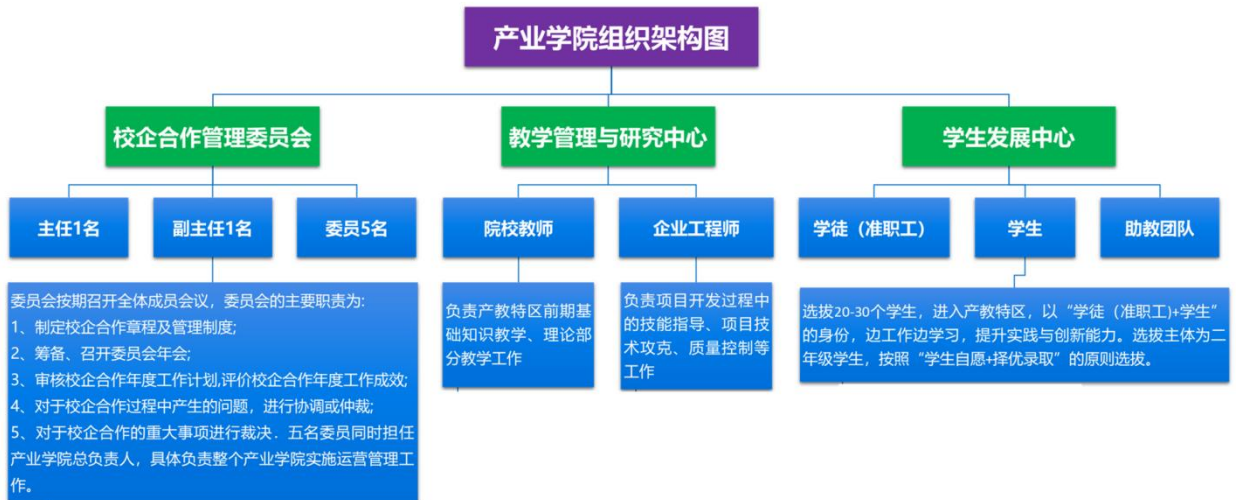 产业学院组织架构图
校企合作管理委员会
教学管理与研究中心
学生发展中心
主任1名
副主任1名
委员5名
院校教师
企业工程师
学徒（准职工）
学生
助教团队
委员会按期召开全体成员会议，委员会的主要职责为:
1、制定校企合作章程及管理制度;
2、筹备、召开委员会年会;
3、审核校企合作年度工作计划,评价校企合作年度工作成效;
4、对于校企合作过程中产生的问题，进行协调或仲裁;
5、对于校企合作的重大事项进行裁决．五名委员同时担任
产业学院总负责人，具体负责整个产业学院实施运营管理工
作。
负责产教特区前期基
础知识教学、理论部
分教学工作
负责项目开发过程中
的技能指导、项目技
术攻克、质量控制等
工作
选拔20-30个学生，进入产教特区，以“学徒（准职工)+学生”
的身份，边工作边学习，提升实践与创新能力。选拔主体为二
年级学生，按照“学生自愿+择优录取”的原则选拔。